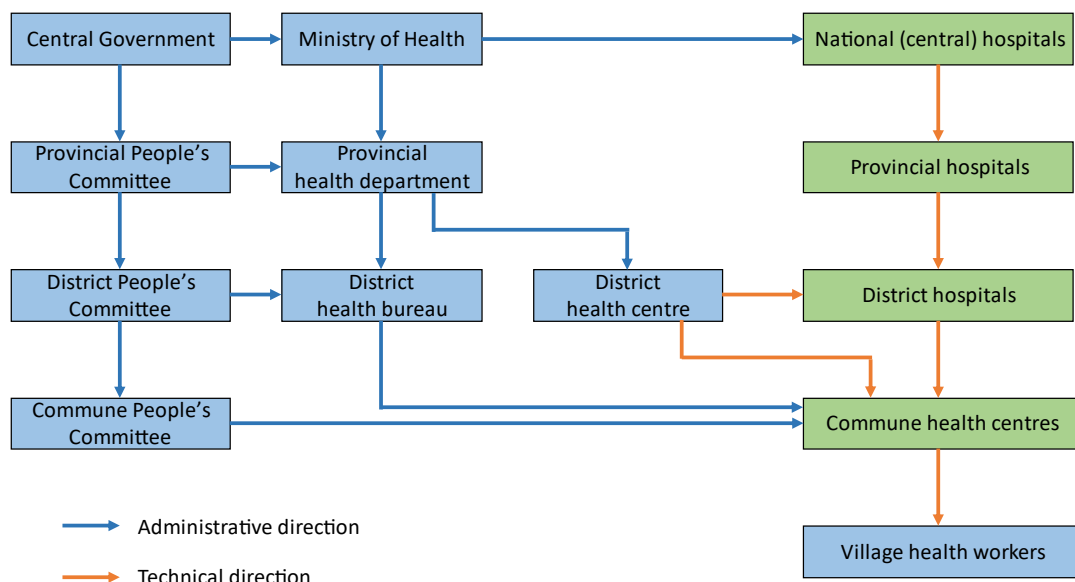 Central Government
Ministry of Health
National (central) hospitals
Provincial People's
Committee
Provincial
health department
Provincial hospitals
District People's
Committee
District
health bureau
District
health centre
District hospitals
Commune People's
Committee
Commune health centres
Administrative direction
Village health workers
Technical direction